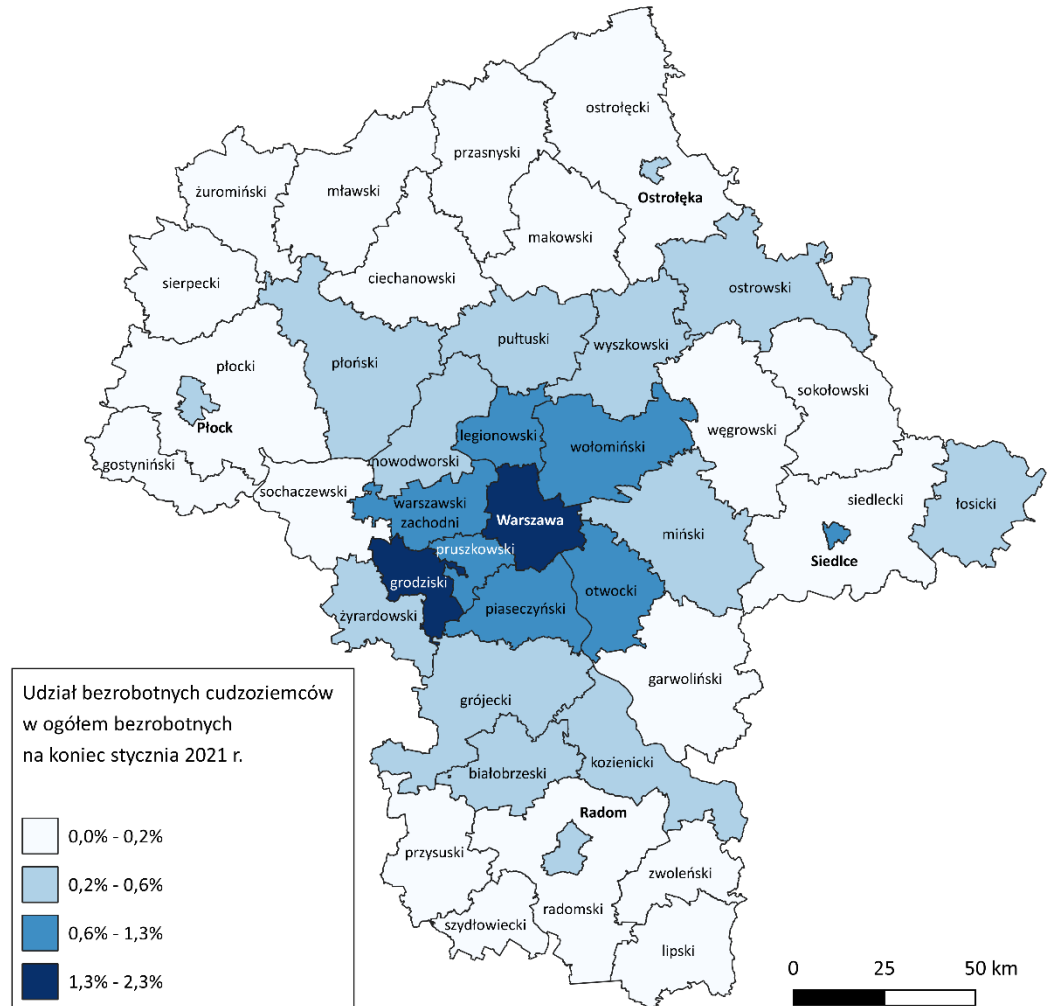 ostrołęcki
przasnyski
żuromiński
mławski
Ostrołęka
makowski
ciechanowski
sierpecki
ostrowski
pułtuski
wyszkowski
płocki
płoński
sokołowski
węgrowski
Płock
legionowski
wołomiński
gostyniński
nowodworski
sochaczewski
siedlecki
warszawski
zachodni
łosicki
Warszawa
miński
pruszkowski
Siedlce
grodziski
otwocki
piaseczyński
żyrardowski
garwoliński
grójecki
kozienicki
białobrzeski
Radom
przysuski
zwoleński
radomski
szydłowiecki
lipski
Udział bezrobotnych cudzoziemców
w ogółem bezrobotnych
na koniec stycznia 2021 r.
0,0% - 0,2%
0,2% - 0,6%
0,6% - 1,3%
1,3% - 2,3%
0 25 50 km